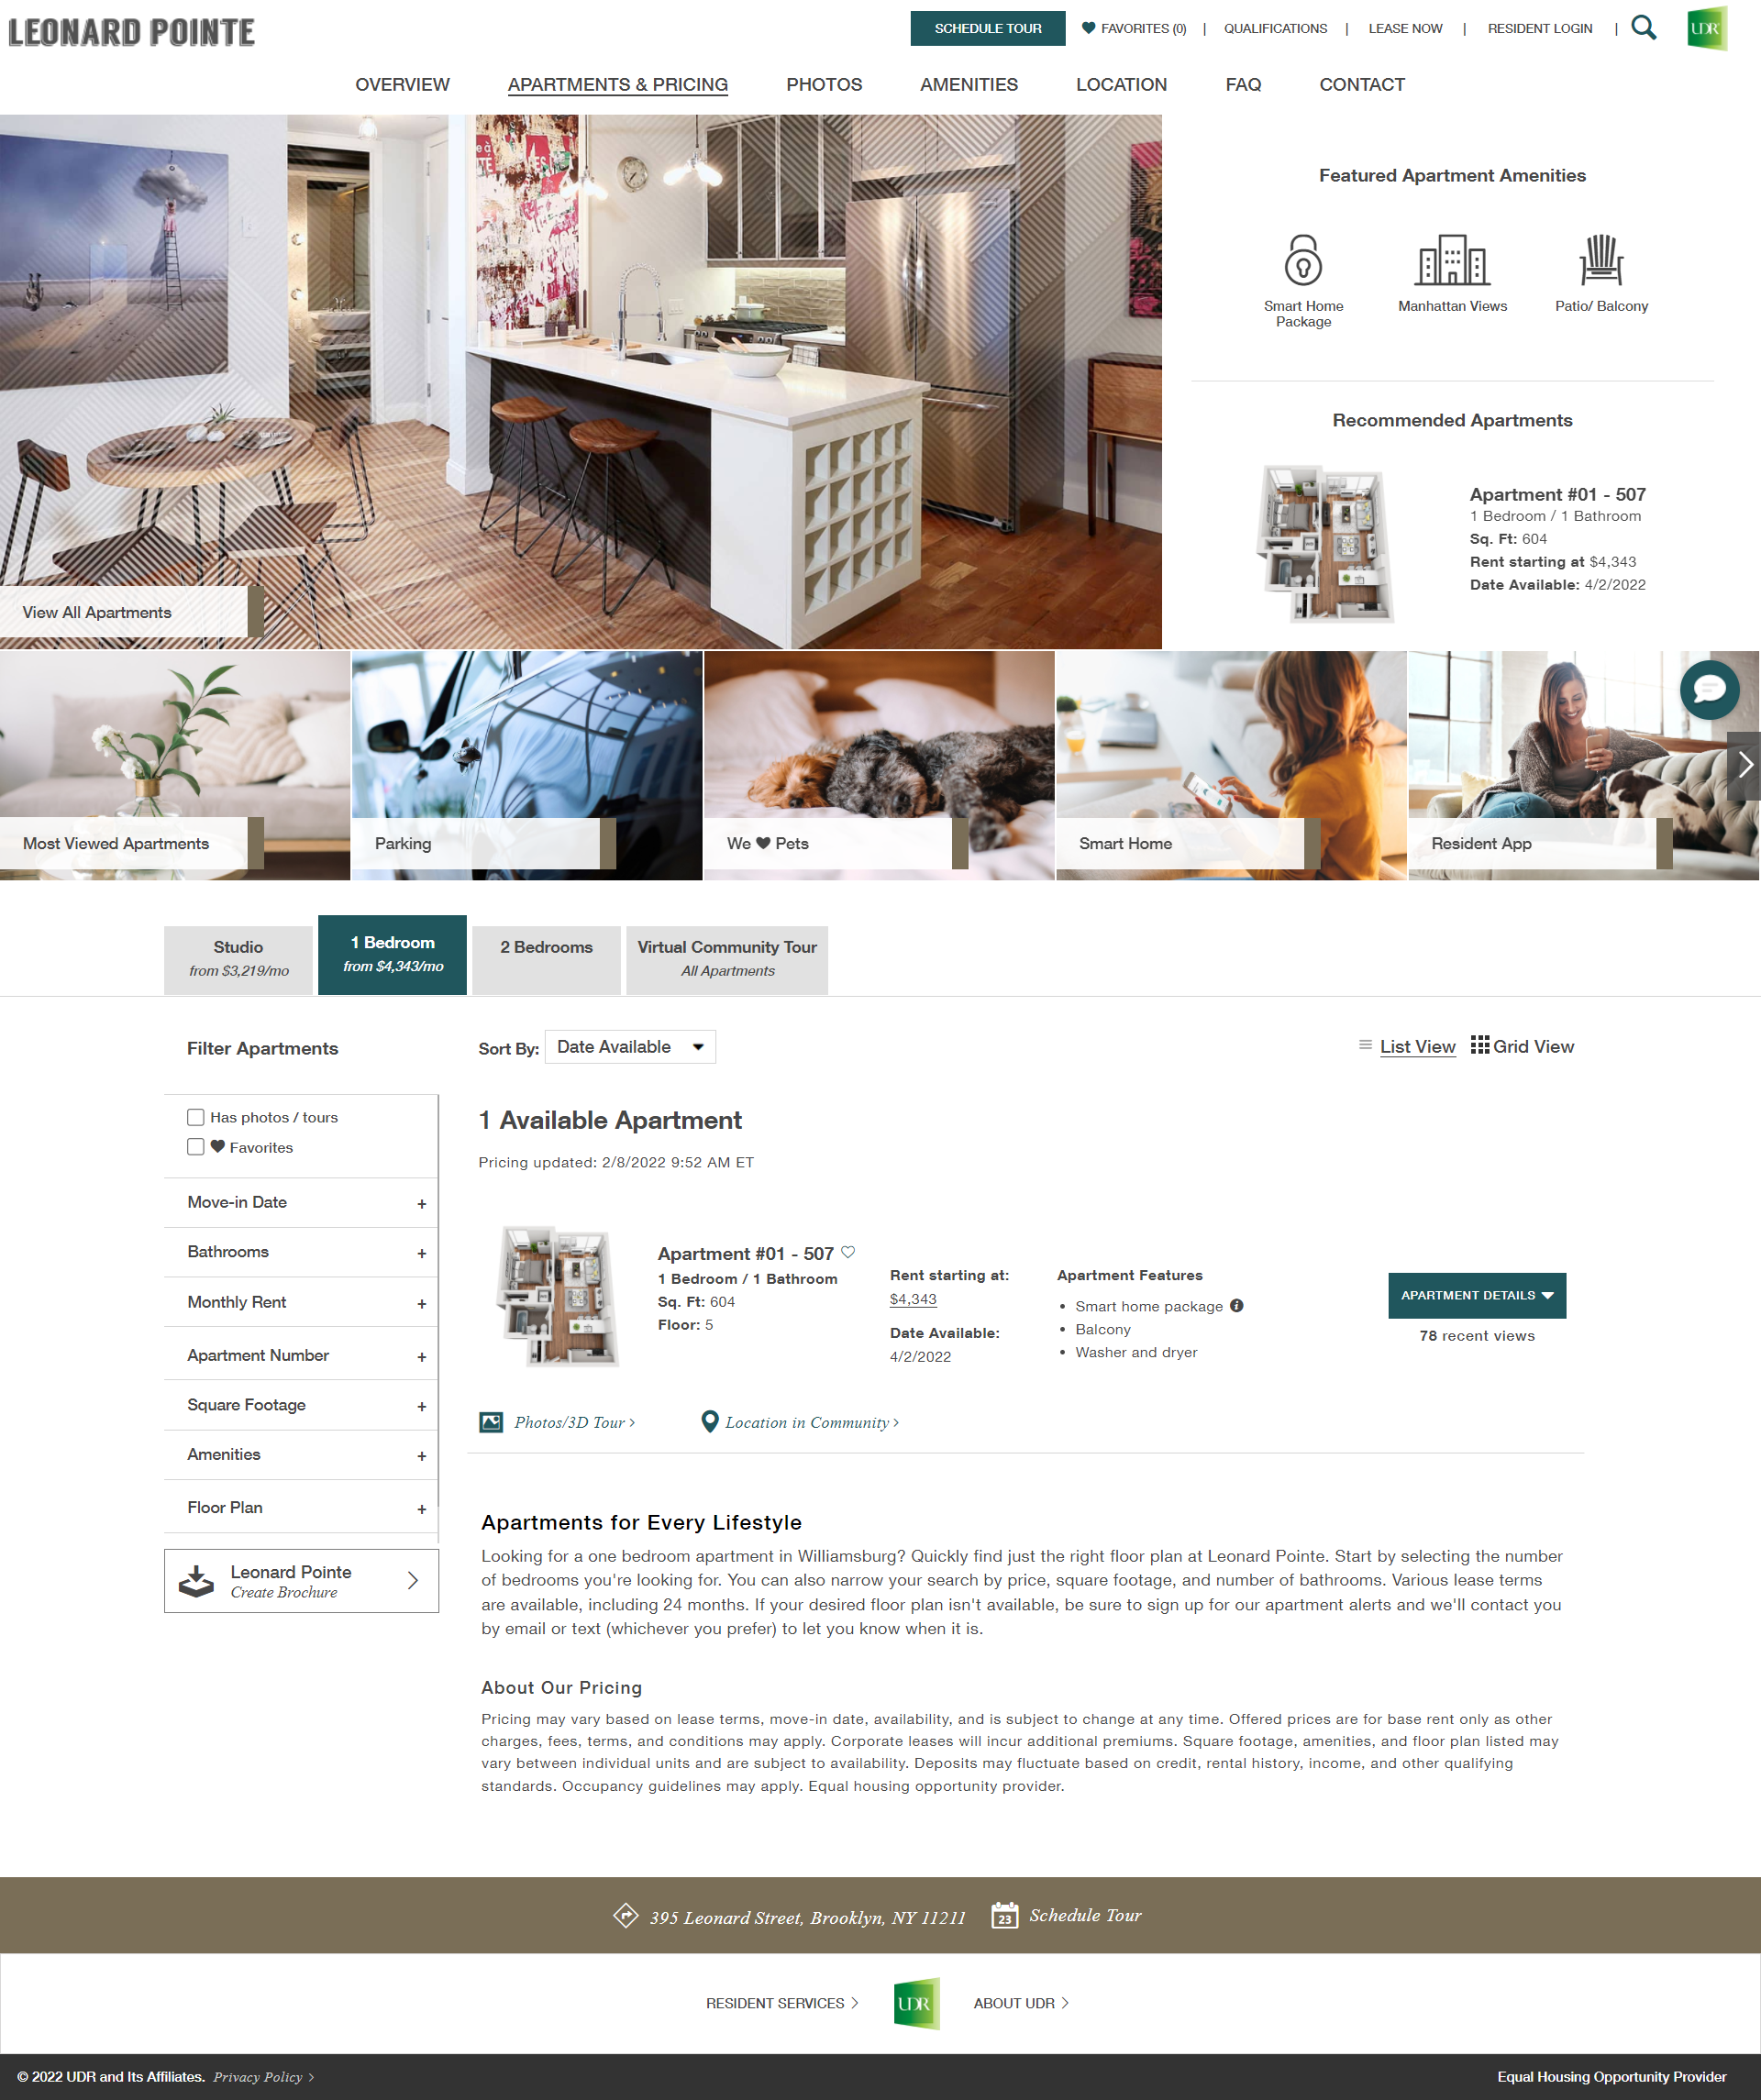 LEONARD POINTE
SCHEDULE TOUR
FAVORITES (0) | QUALIFICATIONS | LEASE NOW | RESIDENT LOGIN |
UDR
OVERVIEW
APARTMENTS & PRICING
PHOTOS
AMENITIES
LOCATION
FAQ
CONTACT
View All Apartments
Featured Apartment Amenities
Smart Home
Package
Manhattan Views
Patio/ Balcony
Recommended Apartments
Apartment #01 - 507
1 Bedroom / 1 Bathroom
Sq. Ft: 604
Rent starting at $4,343
Date Available: 4/2/2022
Most Viewed Apartments
Parking
We ♥ Pets
Smart Home
Resident App
Studio
from $3,219/mo
1 Bedroom
from $4,343/mo
2 Bedrooms
Virtual Community Tour
All Apartments
Filter Apartments
Has photos / tours
Favorites
Move-in Date +
Bathrooms +
Monthly Rent +
Apartment Number +
Square Footage +
Amenities +
Floor Plan +
Leonard Pointe
Create Brochure
Sort By: Date Available
List View
Grid View
1 Available Apartment
Pricing updated: 2/8/2022 9:52 AM ET
Apartment #01 - 507
1 Bedroom / 1 Bathroom
Sq. Ft: 604
Floor: 5
Rent starting at:
$4,343
Date Available:
4/2/2022
Apartment Features
• Smart home package
• Balcony
• Washer and dryer
APARTMENT DETAILS
78 recent views
Photos/3D Tour >
Location in Community >
Apartments for Every Lifestyle
Looking for a one bedroom apartment in Williamsburg? Quickly find just the right floor plan at Leonard Pointe. Start by selecting the number
of bedrooms you're looking for. You can also narrow your search by price, square footage, and number of bathrooms. Various lease terms
are available, including 24 months. If your desired floor plan isn't available, be sure to sign up for our apartment alerts and we'll contact you
by email or text (whichever you prefer) to let you know when it is.
About Our Pricing
Pricing may vary based on lease terms, move-in date, availability, and is subject to change at any time. Offered prices are for base rent only as other
charges, fees, terms, and conditions may apply. Corporate leases will incur additional premiums. Square footage, amenities, and floor plan listed may
vary between individual units and are subject to availability. Deposits may fluctuate based on credit, rental history, income, and other qualifying
standards. Occupancy guidelines may apply. Equal housing opportunity provider.
395 Leonard Street, Brooklyn, NY 11211
23
Schedule Tour
RESIDENT SERVICES >
UDR
ABOUT UDR >
© 2022 UDR and Its Affiliates. Privacy Policy >
Equal Housing Opportunity Provider